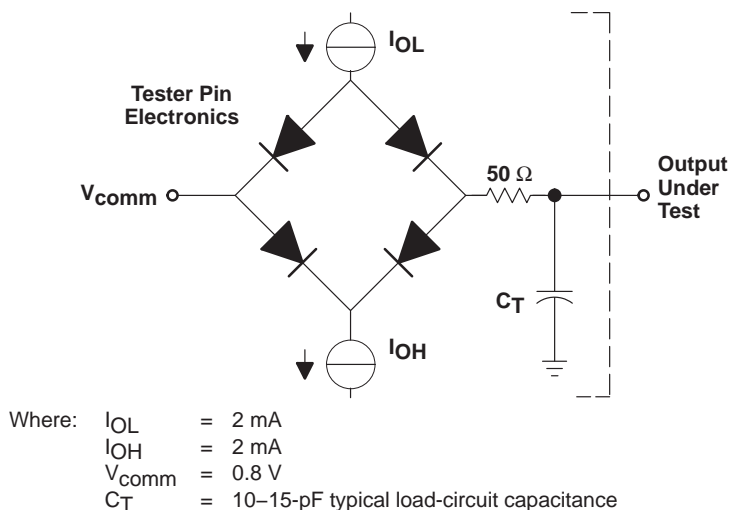 IOL
Tester Pin
Electronics
50 Ω
Output
Under
Test
Vcomm
CT
IOH
Where: IOL = 2 mA
IOH = 2 mA
Vcomm = 0.8 V
CT = 10–15-pF typical load-circuit capacitance